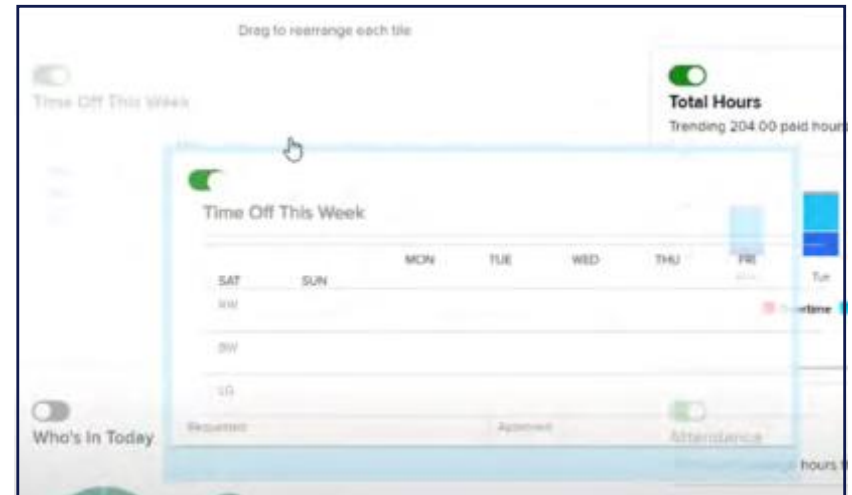 Drag to rearrange each tile
Time Off This Week
Total Hours
Trending 204.00 paid hours
Time Off This Week
MON TUE WED THU FRI
SAT SUN
Tue
RW
BW
LG
Requested Approved
Who's In Today
Attendance
hours